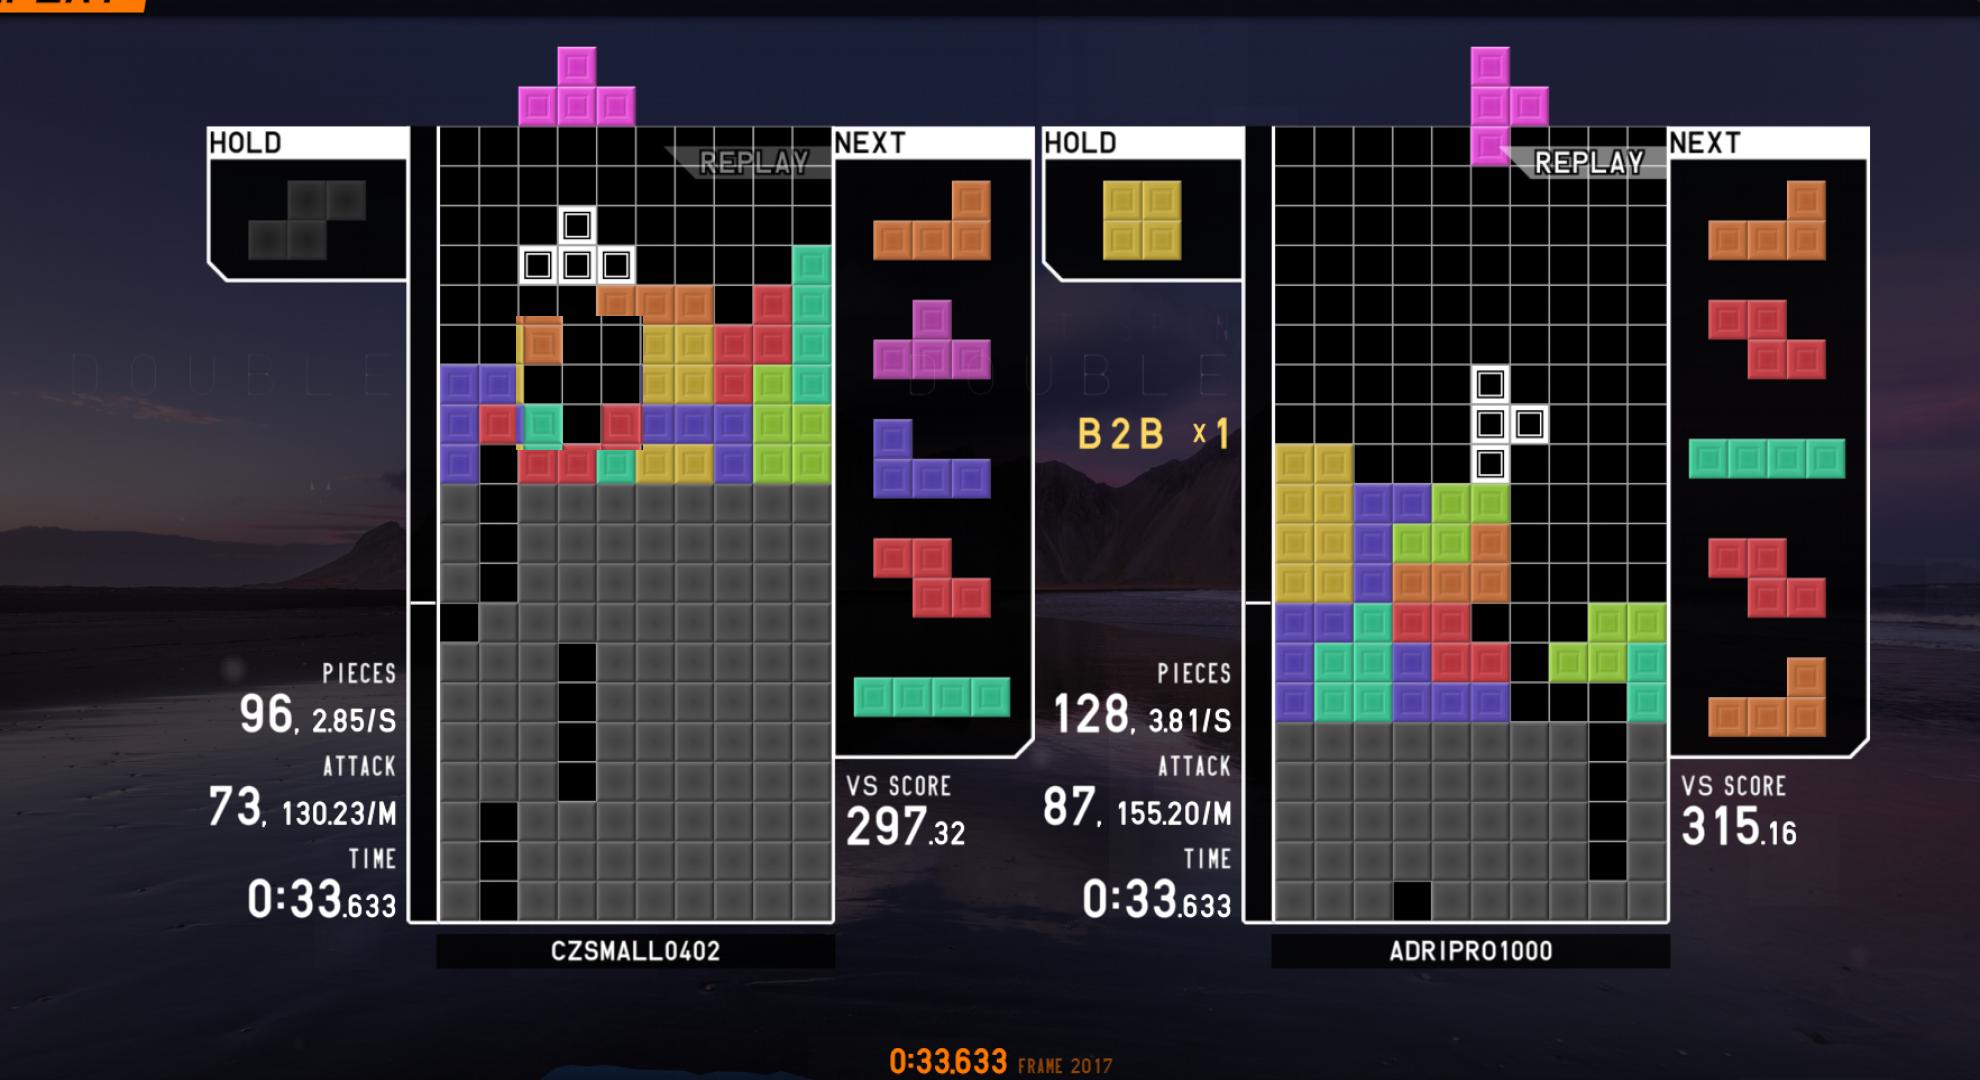 HOLD
REPLAY
NEXT
PIECES
96, 2.85/S
ATTACK
73, 130.23/M
TIME
0:33.633
VS SCORE
297.32
CZSMALL0402
DOUBLE
HOLD
REPLAY
NEXT
DOUBLE
B2B x1
PIECES
128, 3.81/S
ATTACK
87, 155.20/M
TIME
0:33.633
VS SCORE
315.16
ADRIPRO1000
0:33.633 FRAME 2017